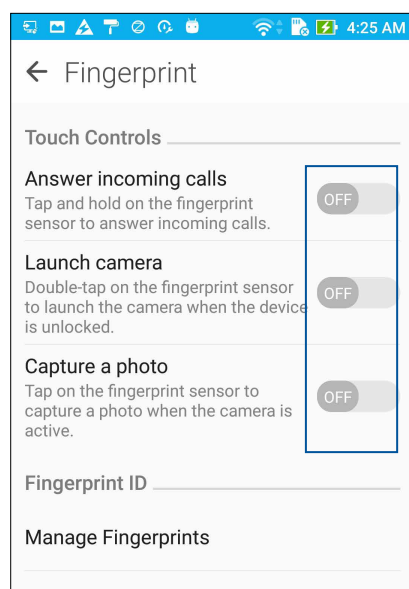 4:25 AM
Fingerprint
Touch Controls
Answer incoming calls
Tap and hold on the fingerprint
sensor to answer incoming calls.
OFF
Launch camera
Double-tap on the fingerprint sensor
to launch the camera when the device
is unlocked.
OFF
Capture a photo
Tap on the fingerprint sensor to
capture a photo when the camera is
active.
OFF
Fingerprint ID
Manage Fingerprints